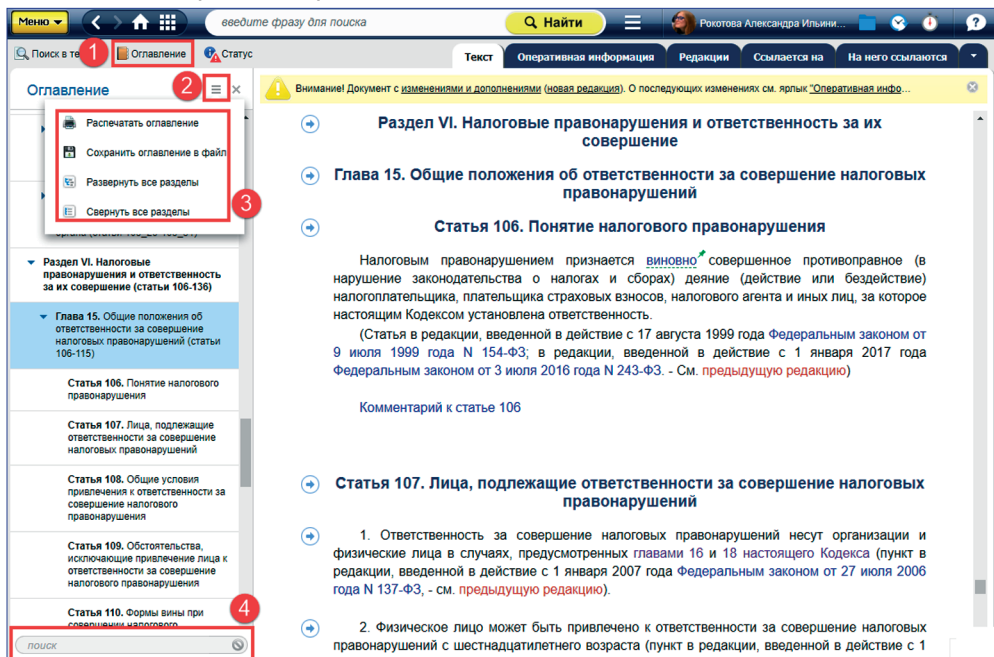 Меню
введите фразу для поиска
Найти
Рокотова Александра Ильини...
?
Поиск в те
1
Оглавление
Статус
Текст
Оперативная информация
Редакции
Ссылается на
На него ссылаются
Оглавление
2
Внимание! Документ с изменениями и дополнениями (новая редакция). О последующих изменениях см. ярлык "Оперативная инфо...
Распечатать оглавление
Сохранить оглавление в файл
Развернуть все разделы
Свернуть все разделы
3
Раздел VI. Налоговые
правонарушения и ответственность
за их совершение (статьи 106-136)
Глава 15. Общие положения об
ответственности за совершение
налоговых правонарушений (статьи
106-115)
Статья 106. Понятие налогового
правонарушения
Статья 107. Лица, подлежащие
ответственности за совершение
налоговых правонарушений
Статья 108. Общие условия
привлечения к ответственности за
совершение налогового
правонарушения
Статья 109. Обстоятельства,
исключающие привлечение лица к
ответственности за совершение
налогового правонарушения
Статья 110. Формы вины при
совершении налогового
4
поиск
Раздел VI. Налоговые правонарушения и ответственность за их
совершение
Глава 15. Общие положения об ответственности за совершение налоговых
правонарушений
Статья 106. Понятие налогового правонарушения
Налоговым правонарушением признается виновно совершенное противоправное (в
нарушение законодательства о налогах и сборах) деяние (действие или бездействие)
налогоплательщика, плательщика страховых взносов, налогового агента и иных лиц, за которое
настоящим Кодексом установлена ответственность.
(Статья в редакции, введенной в действие с 17 августа 1999 года Федеральным законом от
9 июля 1999 года N 154-ФЗ; в редакции, введенной в действие с 1 января 2017 года
Федеральным законом от 3 июля 2016 года N 243-ФЗ. - См. предыдущую редакцию)
Комментарий к статье 106
Статья 107. Лица, подлежащие ответственности за совершение налоговых
правонарушений
1. Ответственность за совершение налоговых правонарушений несут организации и
физические лица в случаях, предусмотренных главами 16 и 18 настоящего Кодекса (пункт в
редакции, введенной в действие с 1 января 2007 года Федеральным законом от 27 июля 2006
года N 137-ФЗ, - см. предыдущую редакцию).
2. Физическое лицо может быть привлечено к ответственности за совершение налоговых
правонарушений с шестнадцатилетнего возраста (пункт в редакции, введенной в действие с 1